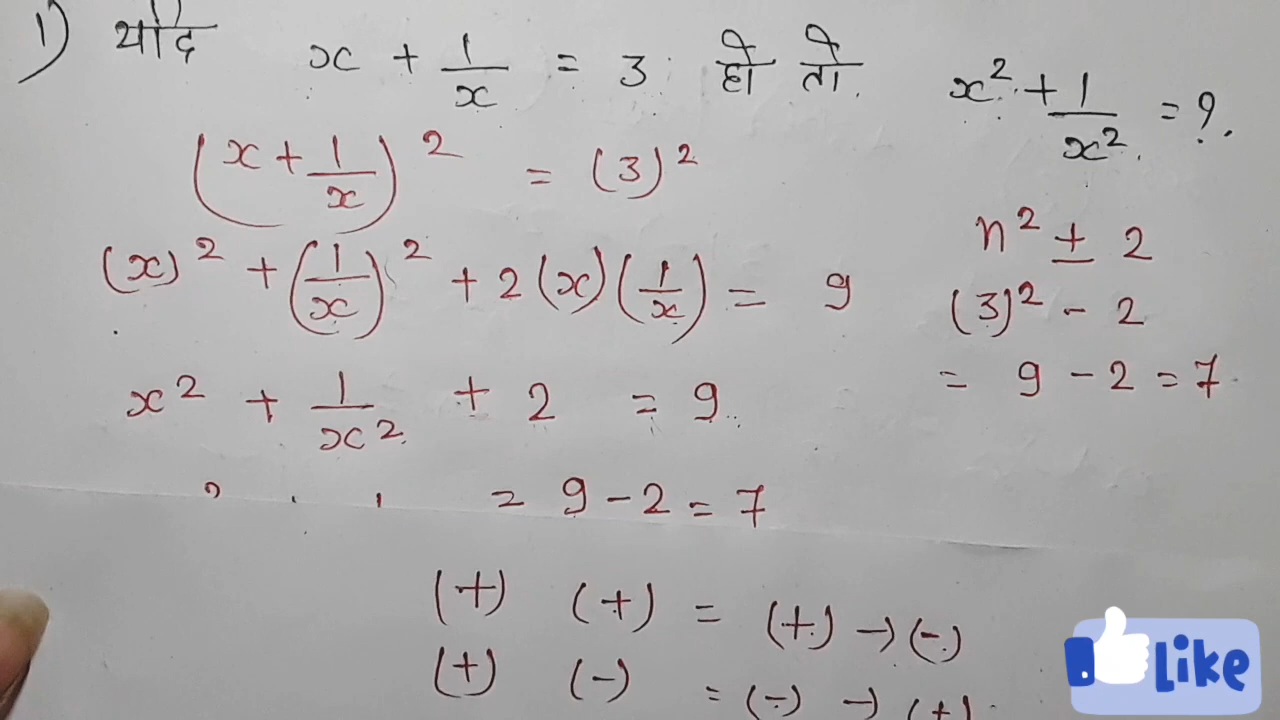 1) यदि x + 1/x = 3 हो तो x² + 1/x² = ?
(x + 1/x)² = (3)²
(x)² + (1/x)² + 2(x)(1/x) = 9
x² + 1/x² + 2 = 9
= 9 - 2 = 7
n² ± 2
(3)² - 2
= 9 - 2 = 7
(+) (+) = (+) → (-)
(+) (-) = (-) → (+)
Like